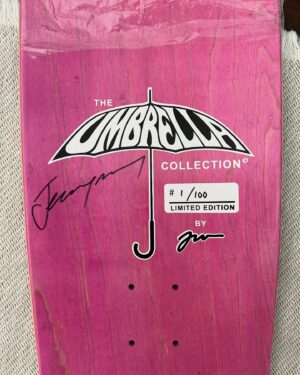 THE
UMBRELLA
COLLECTION©
# 1/100
LIMITED EDITION
BY